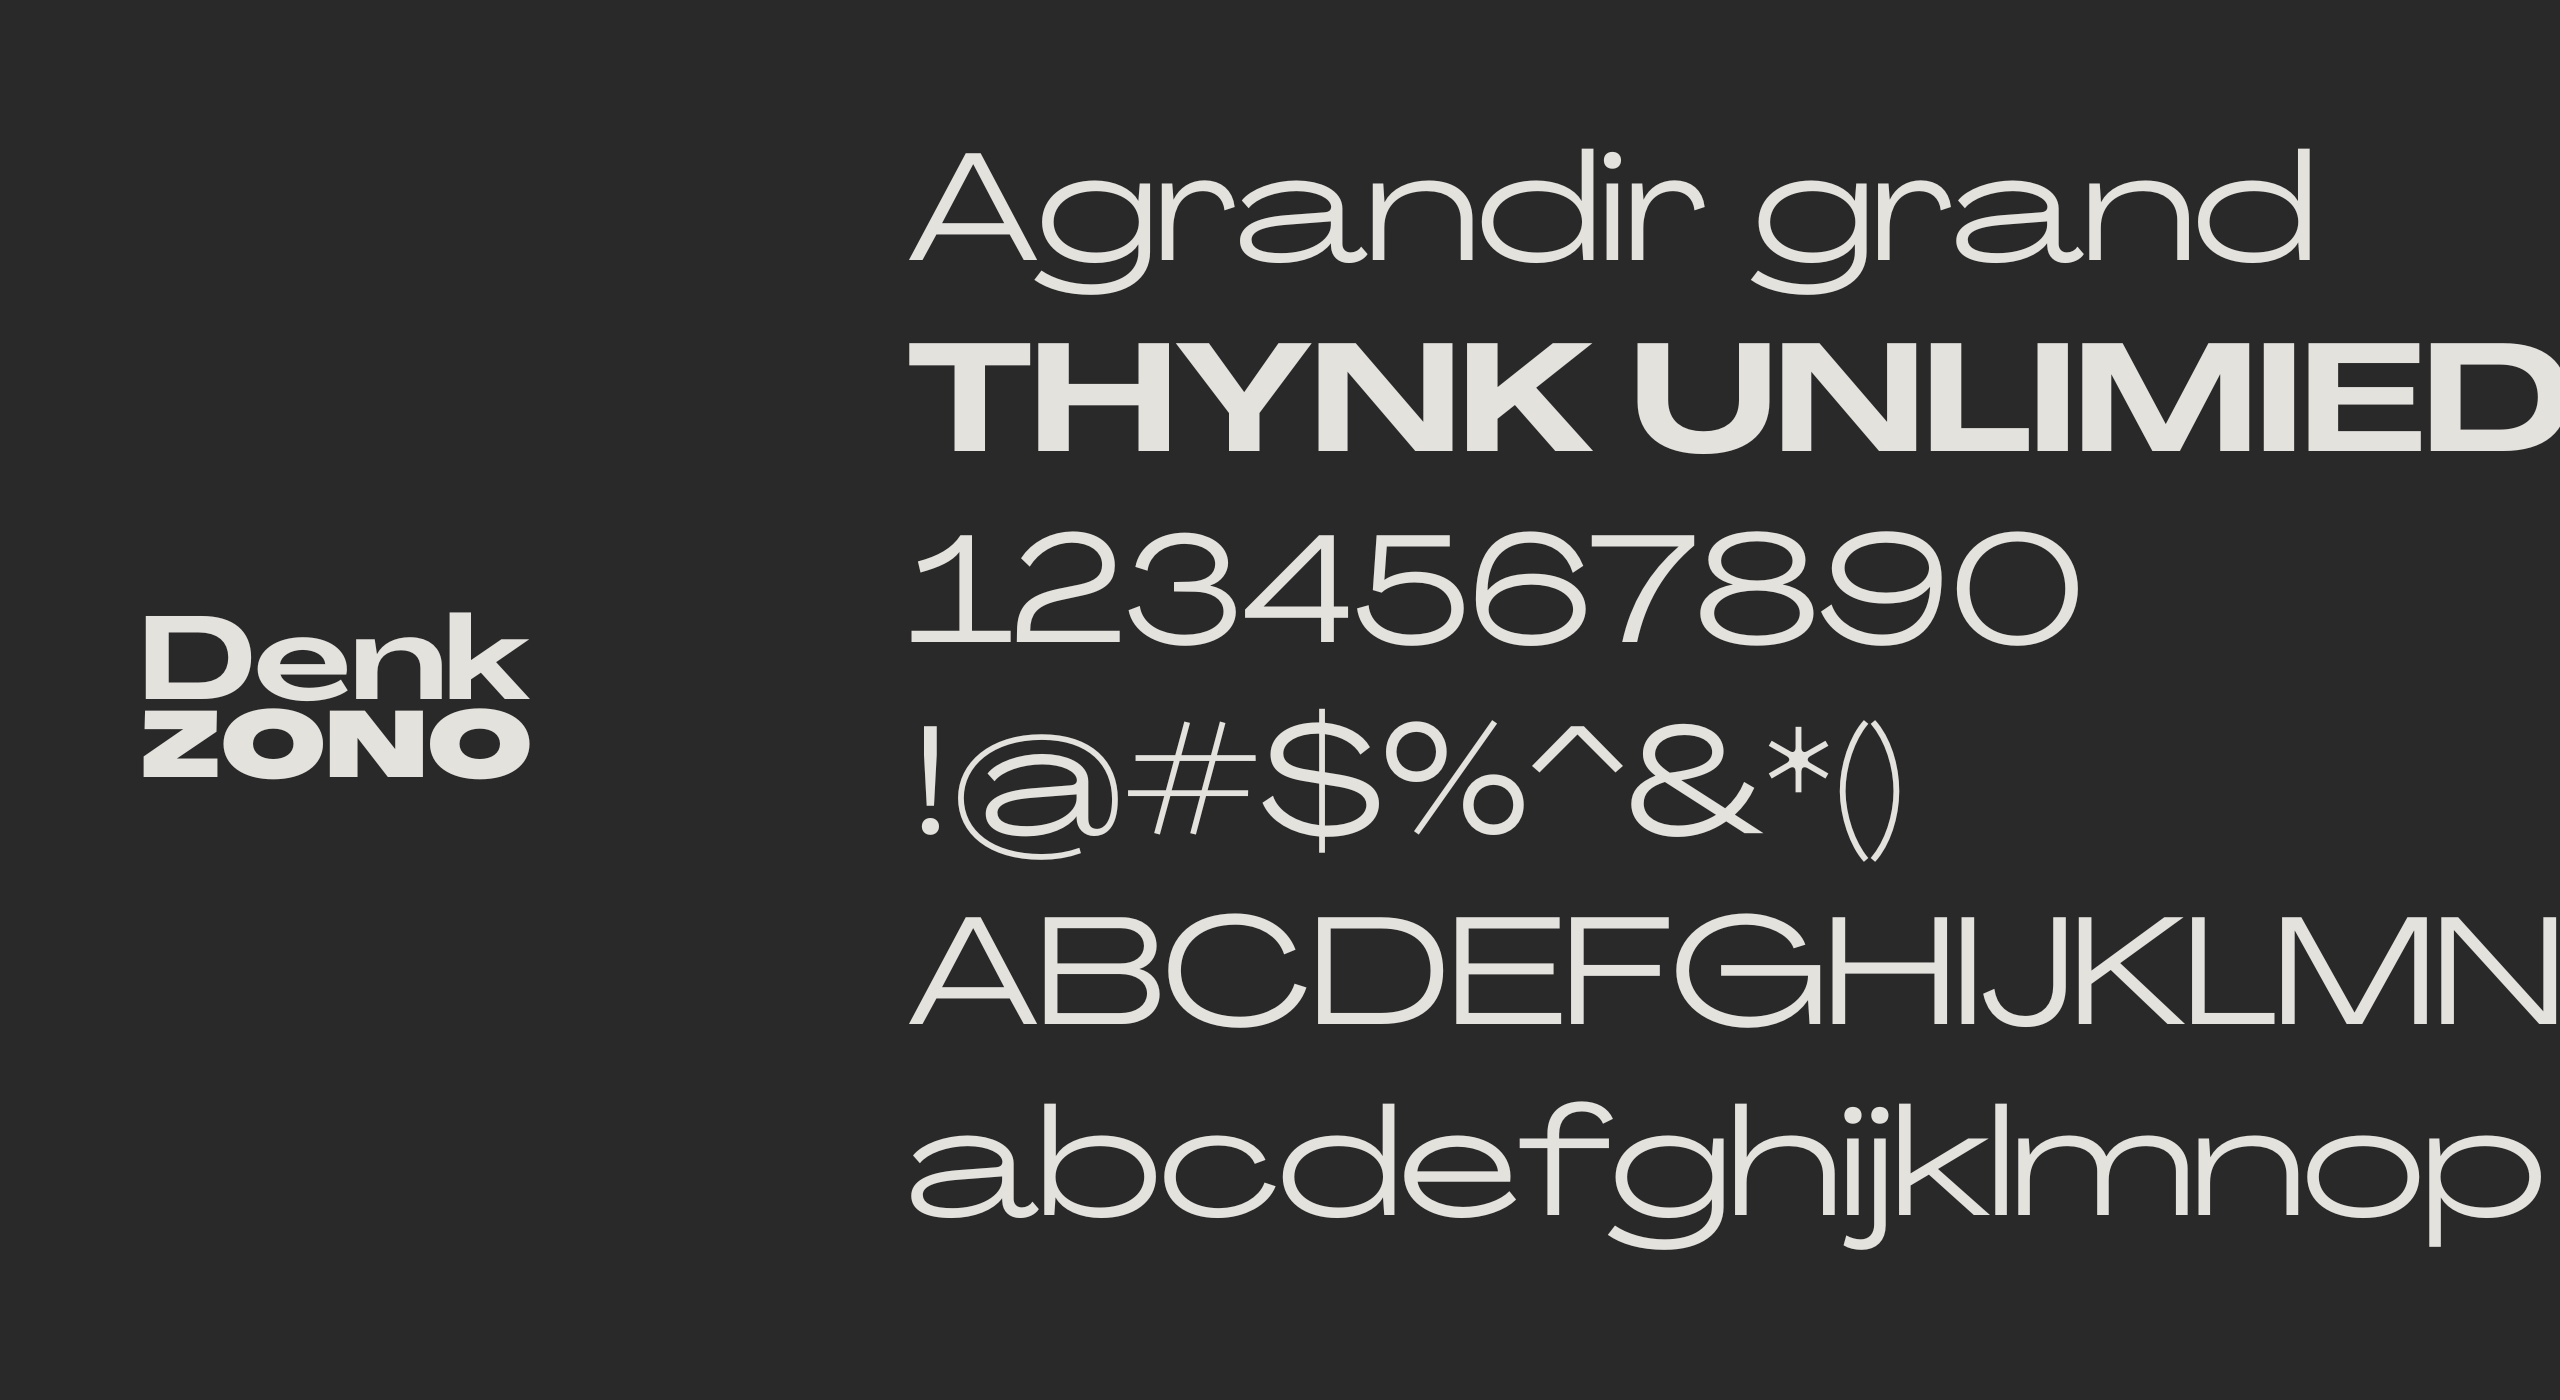 Denk
ZONO
Agrandir grand
THYNK UNLIMIED
1234567890
!@#$%^&*()
ABCDEFGHIJKLMN
abcdefghijklmnop